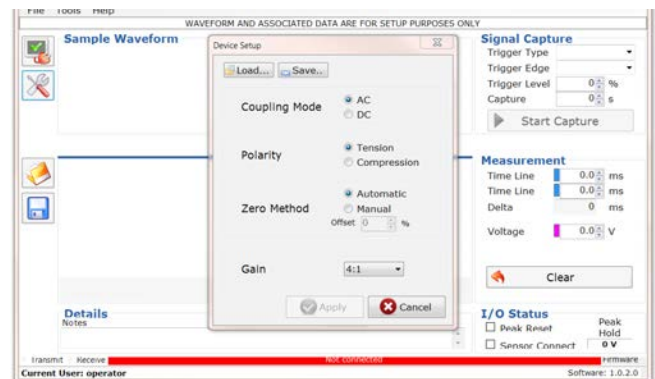 File Tools Help
WAVEFORM AND ASSOCIATED DATA ARE FOR SETUP PURPOSES ONLY
Sample Waveform
Device Setup
Load...
Save..
Coupling Mode
AC
DC
Polarity
Tension
Compression
Zero Method
Automatic
Manual
Offset 0 %
Gain
4:1
Apply
Cancel
Signal Capture
Trigger Type
Trigger Edge
Trigger Level 0 %
Capture 0 s
Start Capture
Measurement
Time Line 0.0 ms
Time Line 0.0 ms
Delta 0 ms
Voltage 0.0 V
Clear
Details
Notes
I/O Status
Peak Reset
Peak Hold
Sensor Connect 0 V
Transmit Receive
Not connected
Firmware
Current User: operator
Software: 1.0.2.0